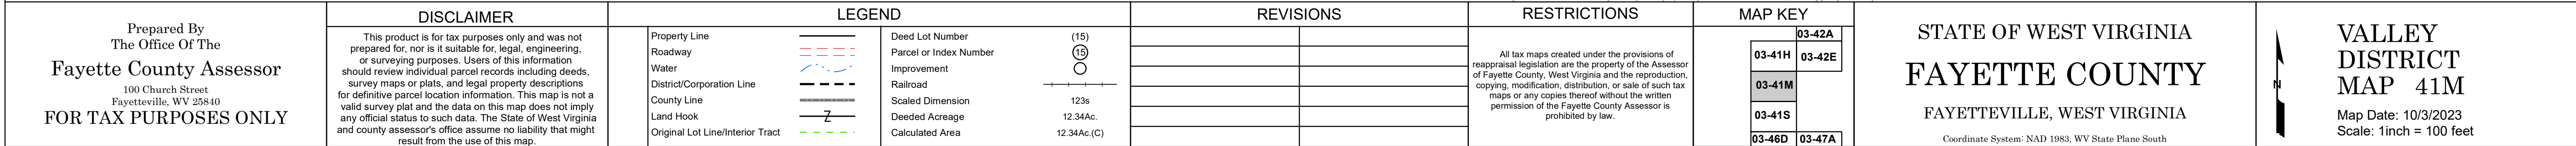 Prepared By
The Office Of The
Fayette County Assessor
100 Church Street
Fayetteville, WV 25840
FOR TAX PURPOSES ONLY
DISCLAIMER
This product is for tax purposes only and was not
prepared for, nor is it suitable for, legal, engineering,
or surveying purposes. Users of this information
should review individual parcel records including deeds,
survey maps or plats, and legal property descriptions
for definitive parcel location information. This map is not a
valid survey plat and the data on this map does not imply
any official status to such data. The State of West Virginia
and county assessor's office assume no liability that might
result from the use of this map.
LEGEND
Property Line
Roadway
Water
District/Corporation Line
County Line
Land Hook
Z
Original Lot Line/Interior Tract
Deed Lot Number (15)
Parcel or Index Number 15
Improvement
Railroad
Scaled Dimension 123s
Deeded Acreage 12.34Ac.
Calculated Area 12.34Ac.(C)
REVISIONS
RESTRICTIONS
All tax maps created under the provisions of
reappraisal legislation are the property of the Assessor
of Fayette County, West Virginia and the reproduction,
copying, modification, distribution, or sale of such tax
maps or any copies thereof without the written
permission of the Fayette County Assessor is
prohibited by law.
MAP KEY
03-42A
03-41H 03-42E
03-41M
03-41S
03-46D 03-47A
STATE OF WEST VIRGINIA
FAYETTE COUNTY
FAYETTEVILLE, WEST VIRGINIA
Coordinate System: NAD 1983, WV State Plane South
N
VALLEY
DISTRICT
MAP 41M
Map Date: 10/3/2023
Scale: 1inch = 100 feet